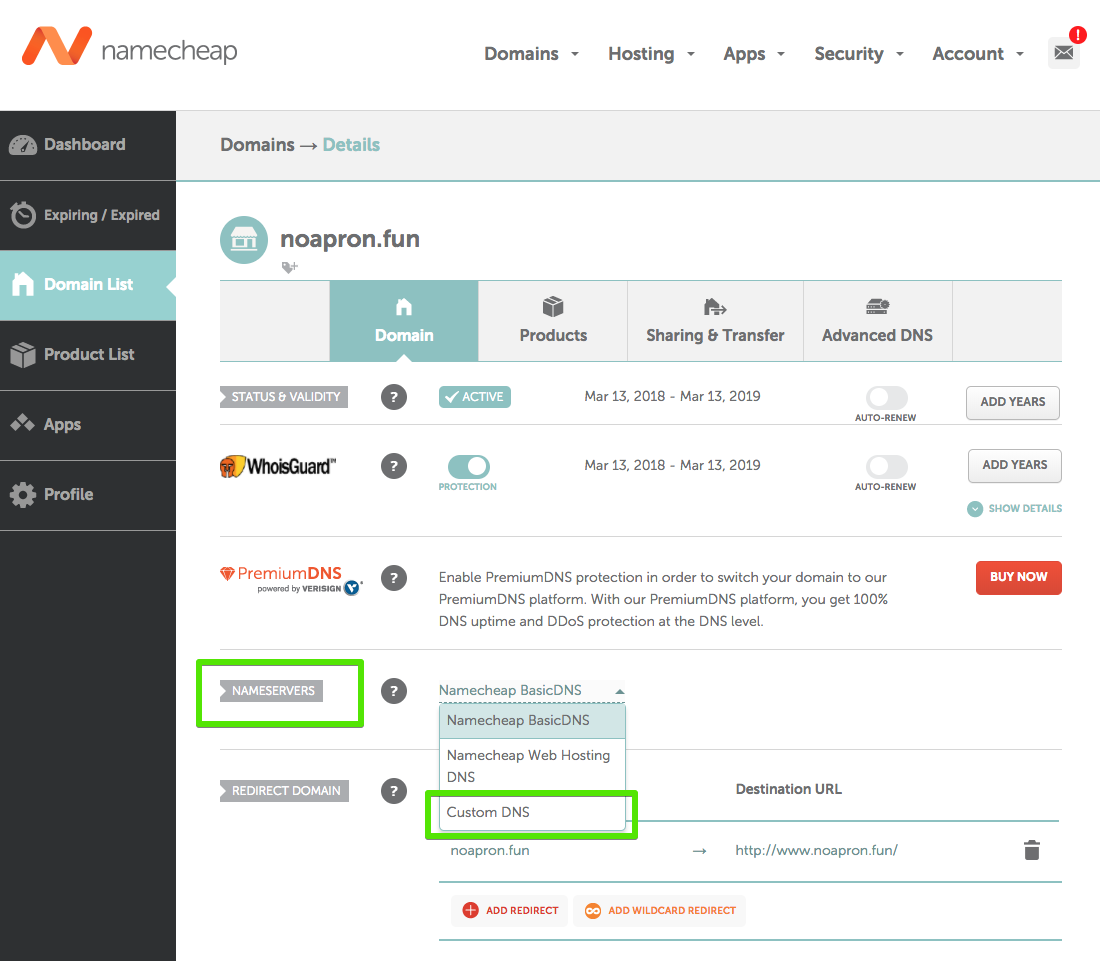 namecheap
Domains Hosting Apps Security Account !
Dashboard
Expiring / Expired
Domain List
Product List
Apps
Profile
Domains → Details
noapron.fun
Domain Products Sharing & Transfer Advanced DNS
STATUS & VALIDITY ? ACTIVE Mar 13, 2018 - Mar 13, 2019 AUTO-RENEW ADD YEARS
WhoisGuard™ ? PROTECTION Mar 13, 2018 - Mar 13, 2019 AUTO-RENEW ADD YEARS
SHOW DETAILS
PremiumDNS
powered by VERISIGN
?
Enable PremiumDNS protection in order to switch your domain to our
PremiumDNS platform. With our PremiumDNS platform, you get 100%
DNS uptime and DDoS protection at the DNS level.
BUY NOW
NAMESERVERS ? Namecheap BasicDNS
Namecheap BasicDNS
Namecheap Web Hosting
DNS
Custom DNS
REDIRECT DOMAIN ? Destination URL
noapron.fun → http://www.noapron.fun/
ADD REDIRECT ADD WILDCARD REDIRECT